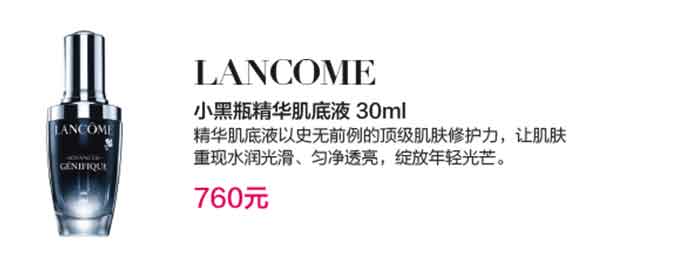 LANCOME
小黑瓶精华肌底液 30ml
精华肌底液以史无前例的顶级肌肤修护力，让肌肤
重现水润光滑、匀净透亮，绽放年轻光芒。
760元
LANCÔME
ADVANCED
GÉNIFIQUE